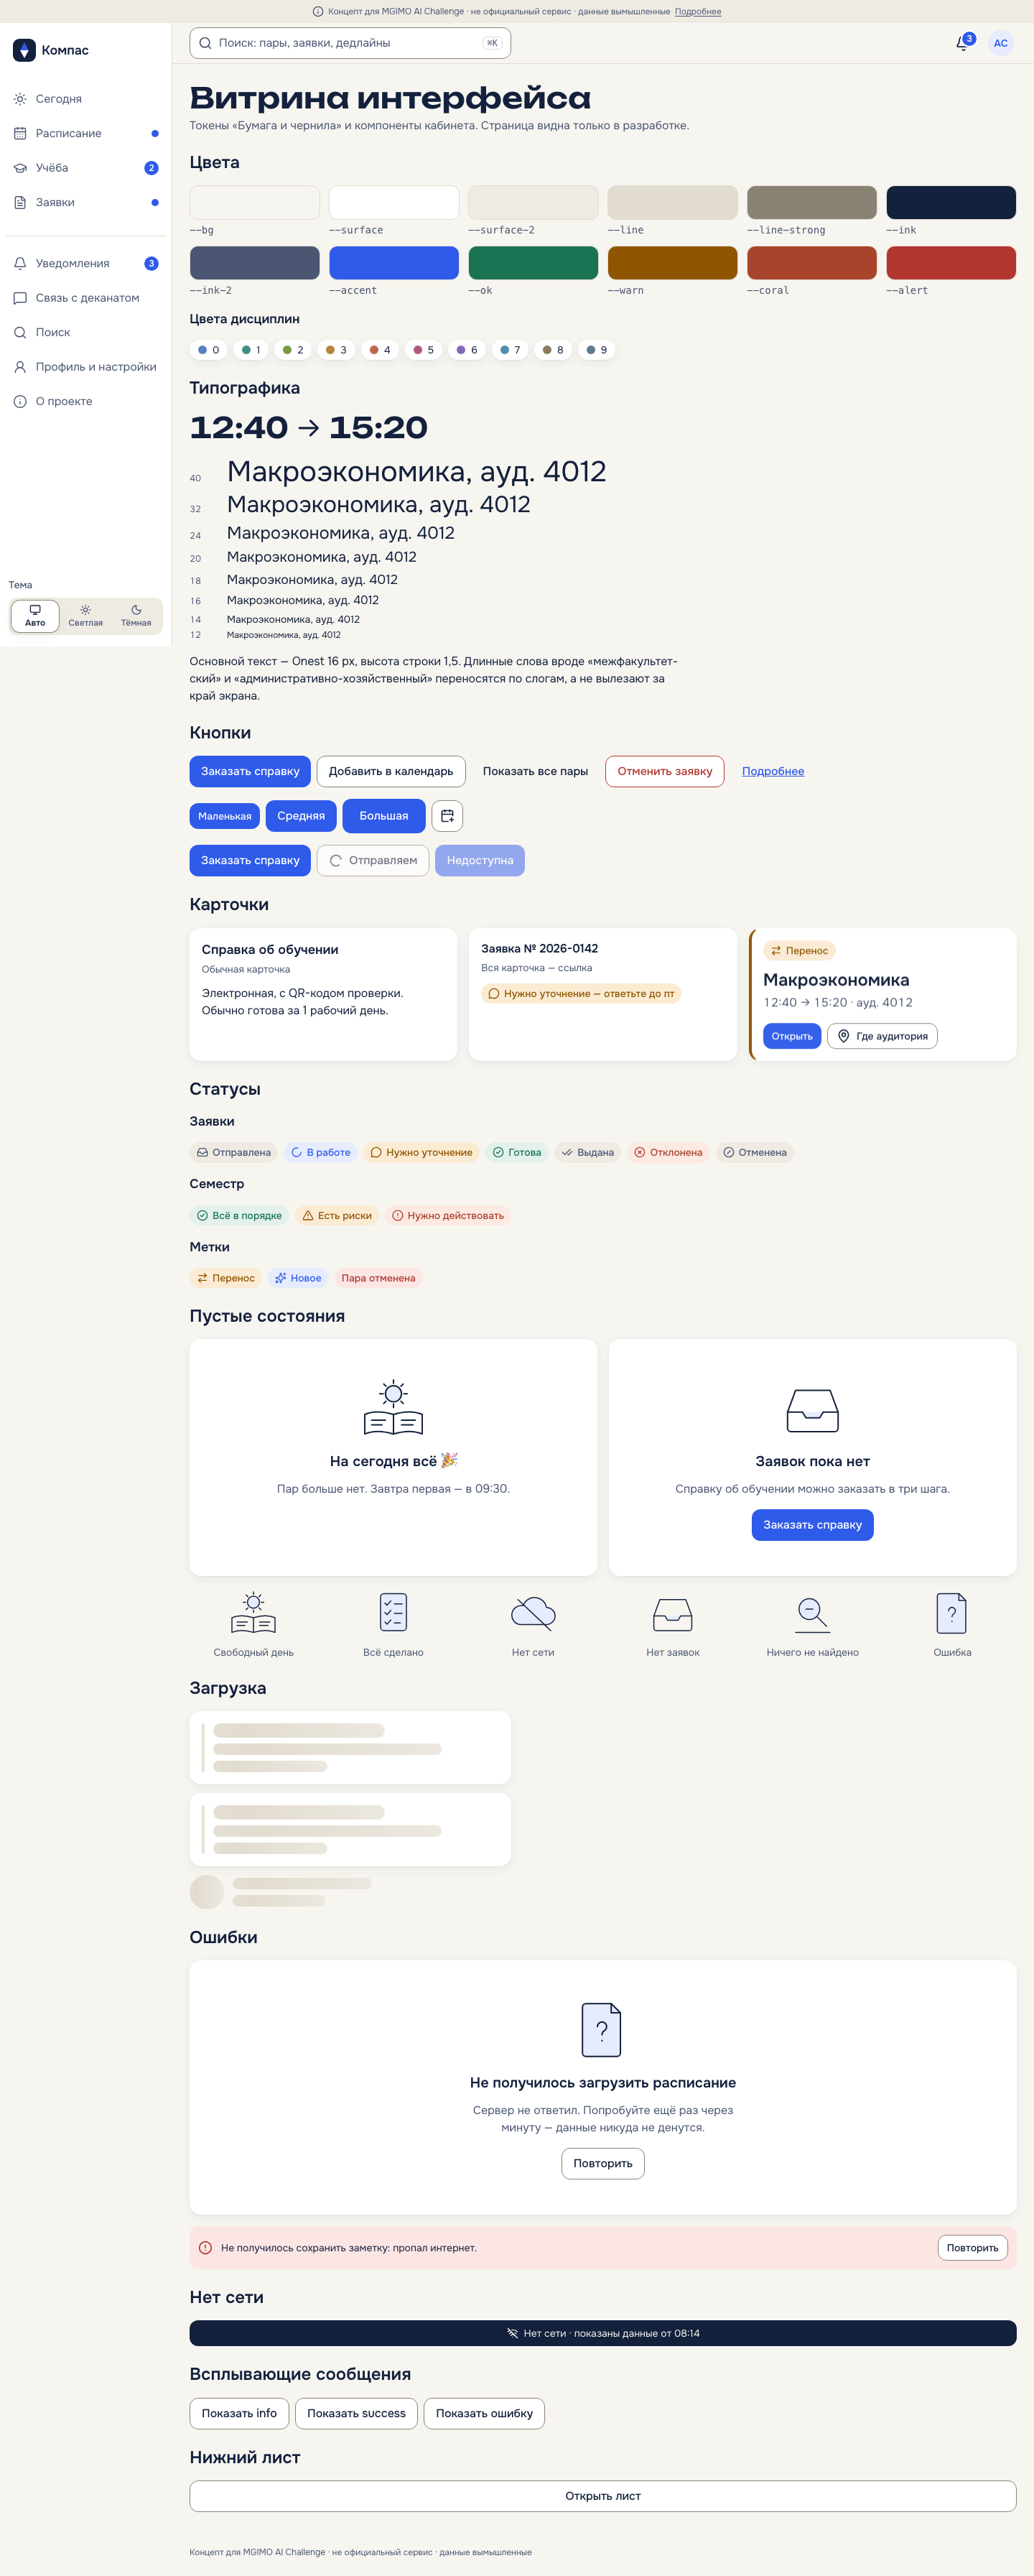 Концепт для MGIMO AI Challenge · не официальный сервис · данные вымышленные Подробнее
Компас
Поиск: пары, заявки, дедлайны ⌘K
3
АС
Сегодня
Расписание
Учёба 2
Заявки
Уведомления 3
Связь с деканатом
Поиск
Профиль и настройки
О проекте
Тема
Авто Светлая Тёмная
Витрина интерфейса
Токены «Бумага и чернила» и компоненты кабинета. Страница видна только в разработке.
Цвета
--bg --surface --surface-2 --line --line-strong --ink
--ink-2 --accent --ok --warn --coral --alert
Цвета дисциплин
0 1 2 3 4 5 6 7 8 9
Типографика
12:40 → 15:20
40 Макроэкономика, ауд. 4012
32 Макроэкономика, ауд. 4012
24 Макроэкономика, ауд. 4012
20 Макроэкономика, ауд. 4012
18 Макроэкономика, ауд. 4012
16 Макроэкономика, ауд. 4012
14 Макроэкономика, ауд. 4012
12 Макроэкономика, ауд. 4012
Основной текст — Onest 16 px, высота строки 1,5. Длинные слова вроде «межфакультет-
ский» и «административно-хозяйственный» переносятся по слогам, а не вылезают за
край экрана.
Кнопки
Заказать справку Добавить в календарь Показать все пары Отменить заявку Подробнее
Маленькая Средняя Большая
Заказать справку Отправляем Недоступна
Карточки
Справка об обучении
Обычная карточка
Электронная, с QR-кодом проверки.
Обычно готова за 1 рабочий день.
Заявка № 2026-0142
Вся карточка — ссылка
Нужно уточнение — ответьте до пт
Перенос
Макроэкономика
12:40 → 15:20 · ауд. 4012
Открыть Где аудитория
Статусы
Заявки
Отправлена В работе Нужно уточнение Готова Выдана Отклонена Отменена
Семестр
Всё в порядке Есть риски Нужно действовать
Метки
Перенос Новое Пара отменена
Пустые состояния
На сегодня всё 🎉
Пар больше нет. Завтра первая — в 09:30.
Заявок пока нет
Справку об обучении можно заказать в три шага.
Заказать справку
Свободный день Всё сделано Нет сети Нет заявок Ничего не найдено Ошибка
Загрузка
Ошибки
Не получилось загрузить расписание
Сервер не ответил. Попробуйте ещё раз через
минуту — данные никуда не денутся.
Повторить
Не получилось сохранить заметку: пропал интернет. Повторить
Нет сети
Нет сети · показаны данные от 08:14
Всплывающие сообщения
Показать info Показать success Показать ошибку
Нижний лист
Открыть лист
Концепт для MGIMO AI Challenge · не официальный сервис · данные вымышленные